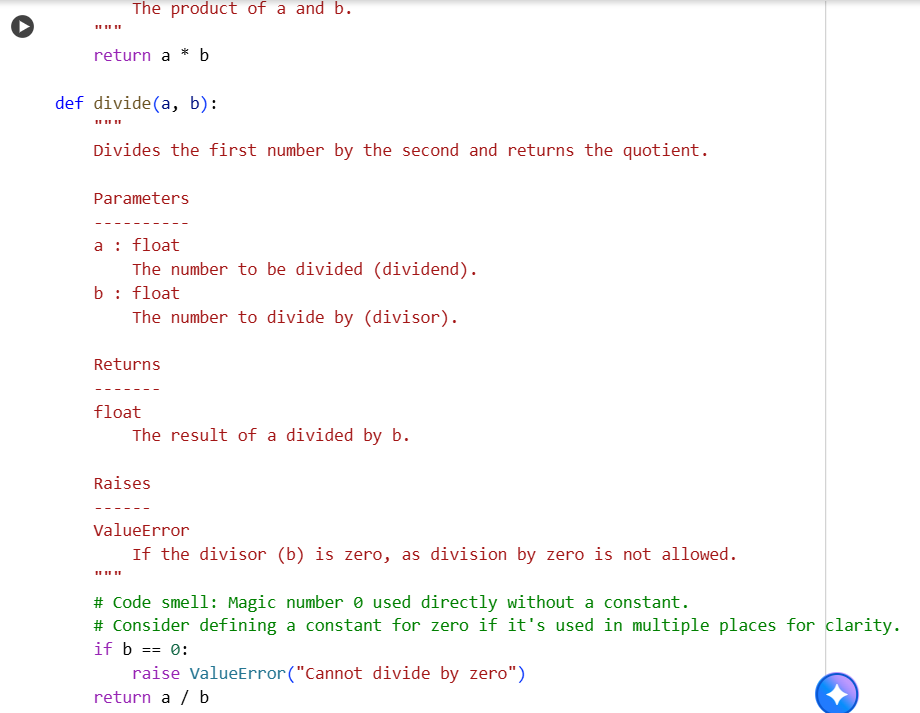 The product of a and b.
    """
    return a * b

def divide(a, b):
    """
    Divides the first number by the second and returns the quotient.

    Parameters
    ----------
    a : float
        The number to be divided (dividend).
    b : float
        The number to divide by (divisor).

    Returns
    -------
    float
        The result of a divided by b.

    Raises
    ------
    ValueError
        If the divisor (b) is zero, as division by zero is not allowed.
    """
    # Code smell: Magic number 0 used directly without a constant.
    # Consider defining a constant for zero if it's used in multiple places for clarity.
    if b == 0:
        raise ValueError("Cannot divide by zero")
    return a / b